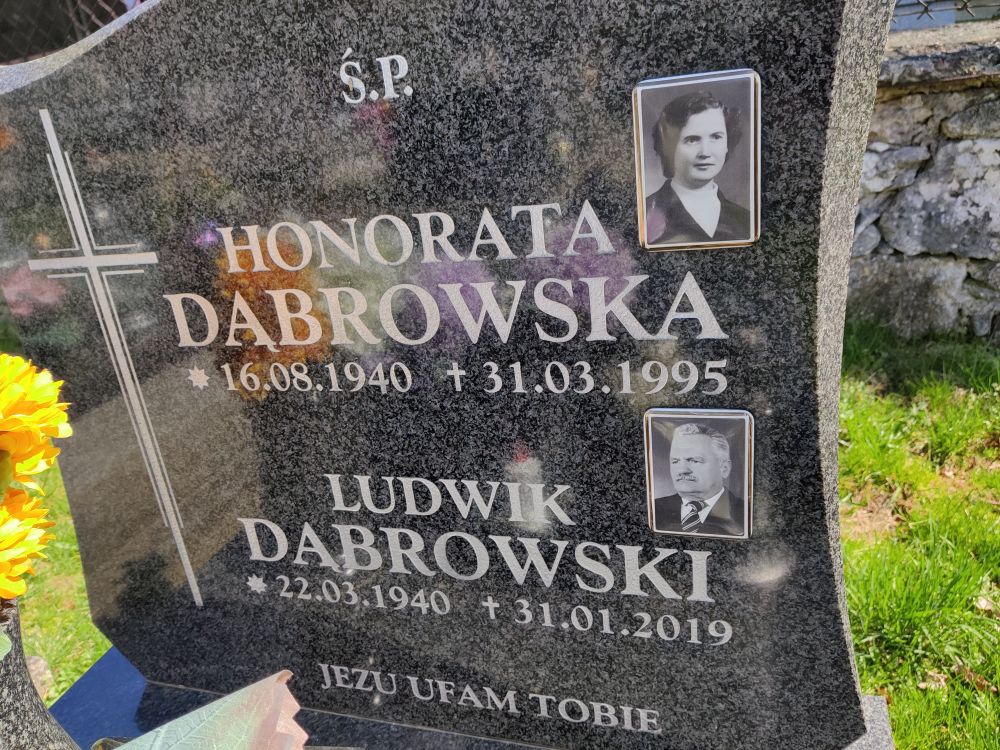 Ś.P.
HONORATA
DĄBROWSKA
* 16.08.1940 ✝ 31.03.1995
LUDWIK
DĄBROWSKI
* 22.03.1940 ✝ 31.01.2019
JEZU UFAM TOBIE